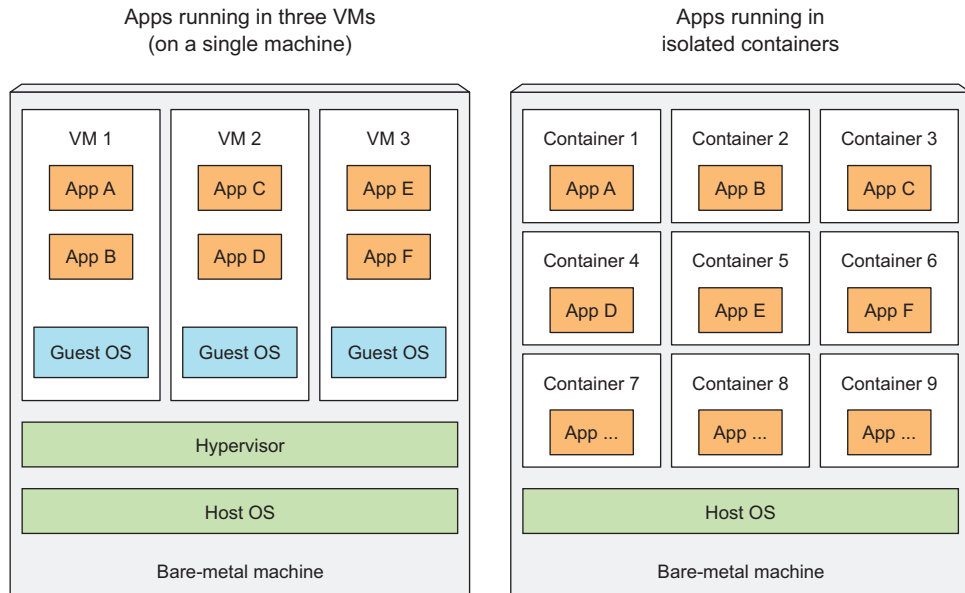 Apps running in three VMs
(on a single machine)
VM 1
VM 2
VM 3
App A
App C
App E
App B
App D
App F
Guest OS
Guest OS
Guest OS
Hypervisor
Host OS
Bare-metal machine
Apps running in
isolated containers
Container 1
Container 2
Container 3
App A
App B
App C
Container 4
Container 5
Container 6
App D
App E
App F
Container 7
Container 8
Container 9
App ...
App ...
App ...
Host OS
Bare-metal machine